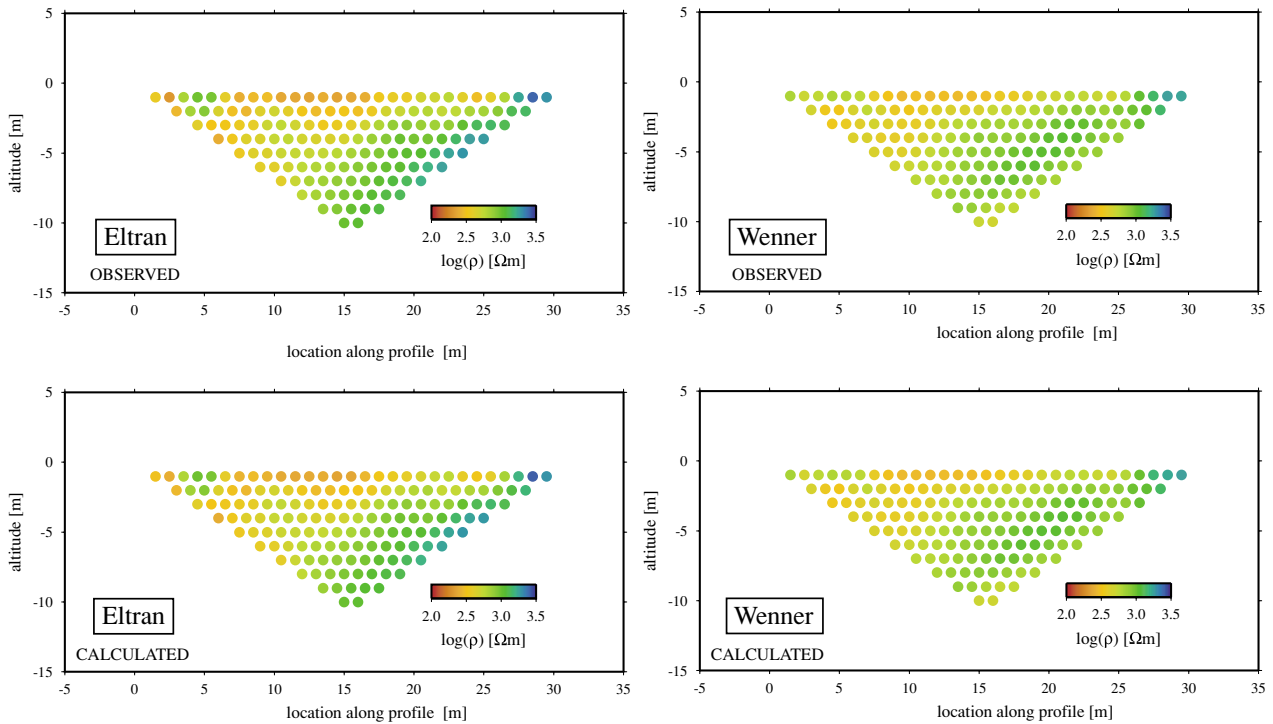 5
0
-5
-10
-15
altitude [m]
Eltran
OBSERVED
2.0 2.5 3.0 3.5
log(ρ) [Ωm]
-5 0 5 10 15 20 25 30 35
location along profile [m]
5
0
-5
-10
-15
altitude [m]
Wenner
OBSERVED
2.0 2.5 3.0 3.5
log(ρ) [Ωm]
-5 0 5 10 15 20 25 30 35
location along profile [m]
5
0
-5
-10
-15
altitude [m]
Eltran
CALCULATED
2.0 2.5 3.0 3.5
log(ρ) [Ωm]
-5 0 5 10 15 20 25 30 35
location along profile [m]
5
0
-5
-10
-15
altitude [m]
Wenner
CALCULATED
2.0 2.5 3.0 3.5
log(ρ) [Ωm]
-5 0 5 10 15 20 25 30 35
location along profile [m]